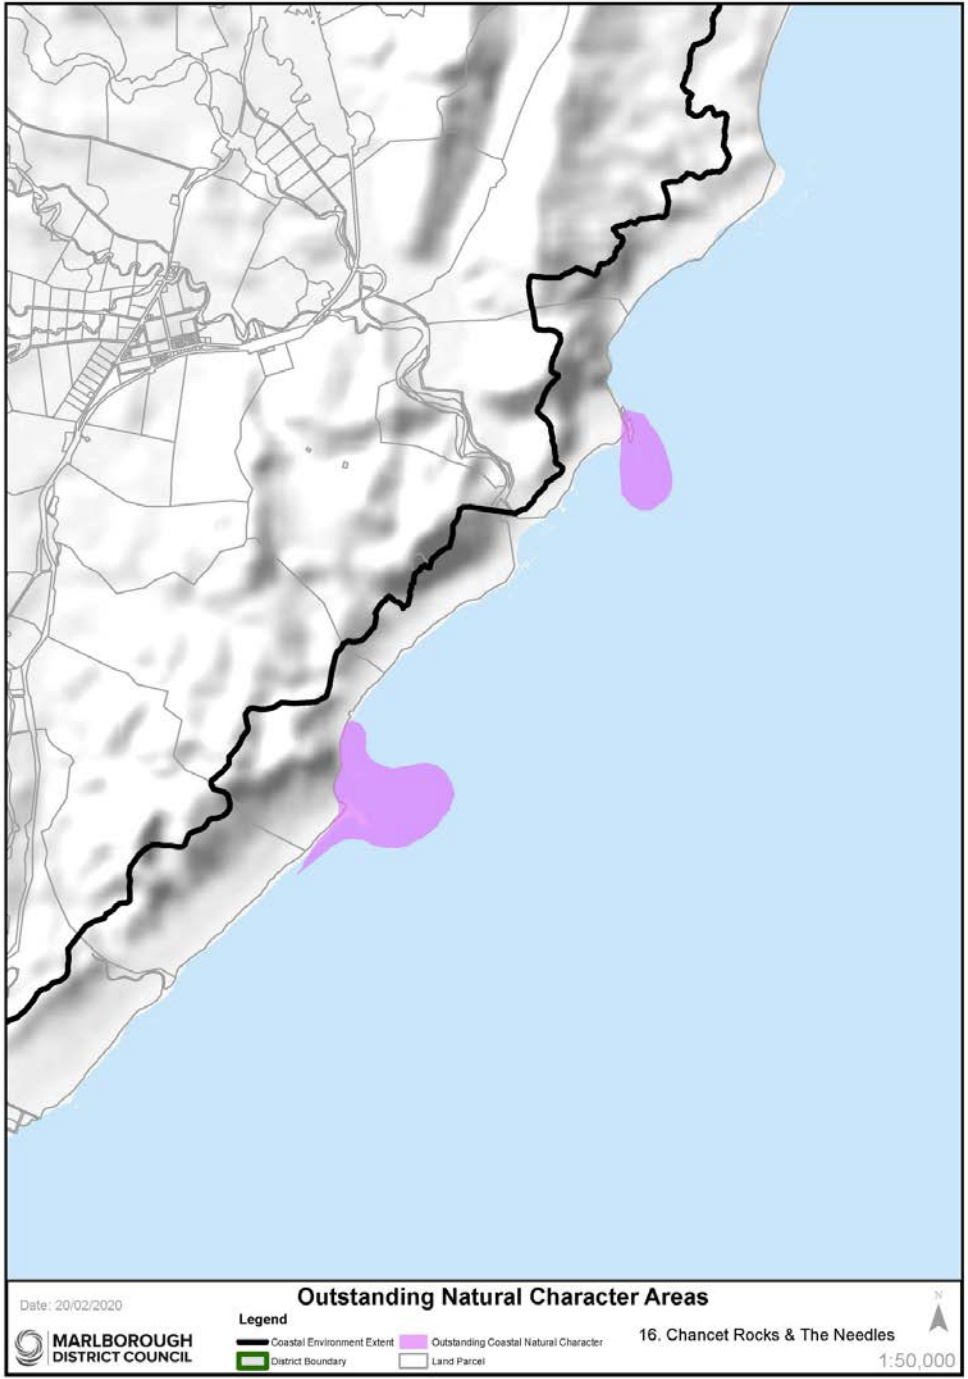 Outstanding Natural Character Areas
Date: 20/02/2020
Legend
MARLBOROUGH
DISTRICT COUNCIL
Coastal Environment Extent
Outstanding Coastal Natural Character
District Boundary
Land Parcel
16. Chancet Rocks & The Needles
N
1:50,000